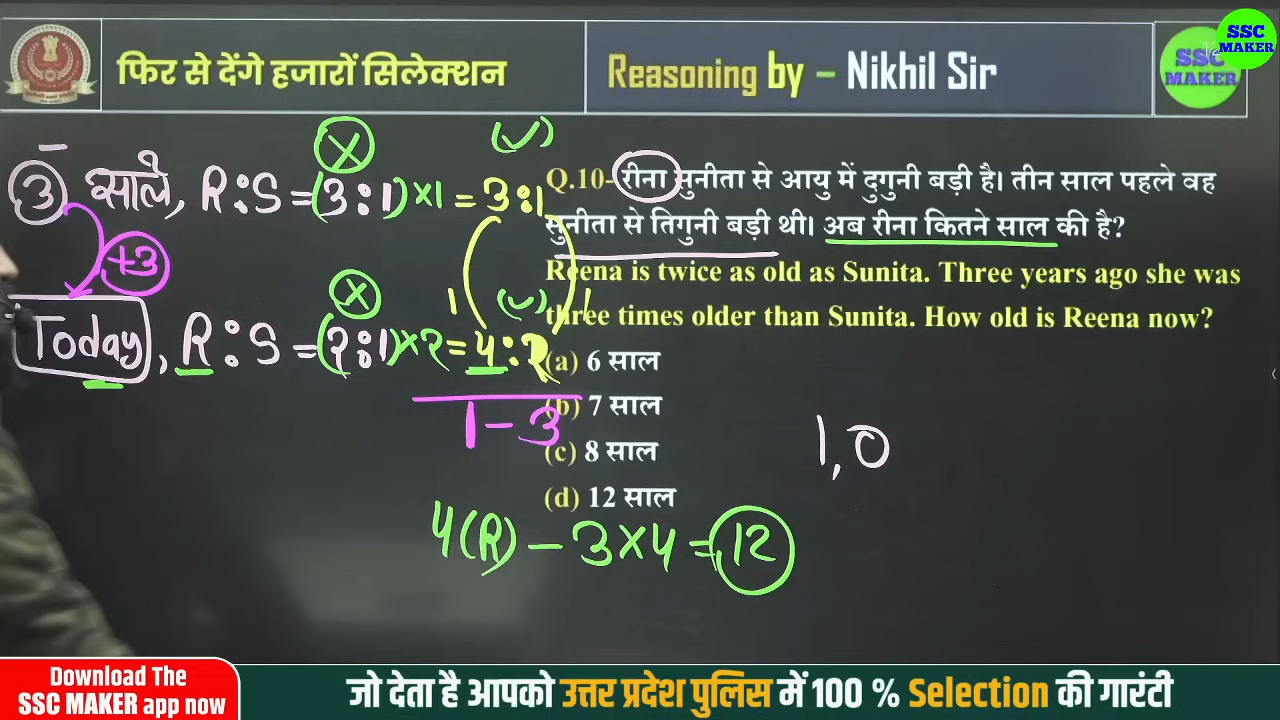 फिर से देंगे हजारों सिलेक्शन
Reasoning by – Nikhil Sir
SSC MAKER
SSC MAKER
Q.10- रीना सुनीता से आयु में दुगुनी बड़ी है। तीन साल पहले वह
सुनीता से तिगुनी बड़ी थी। अब रीना कितने साल की है?
Reena is twice as old as Sunita. Three years ago she was
three times older than Sunita. How old is Reena now?
(a) 6 साल
(b) 7 साल
(c) 8 साल
(d) 12 साल
3 साल, R:S = (3:1)×1 = 3:1
+3
Today, R:S = (2:1)×2 = 4:2
1 1
1 – 3
1, 0
4(R) – 3×4 = 12
Download The
SSC MAKER app now
जो देता है आपको उत्तर प्रदेश पुलिस में 100 % Selection की गारंटी